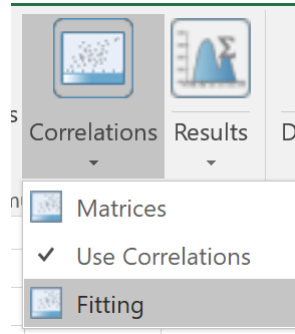 Correlations Results D
s
Matrices
Use Correlations
Fitting